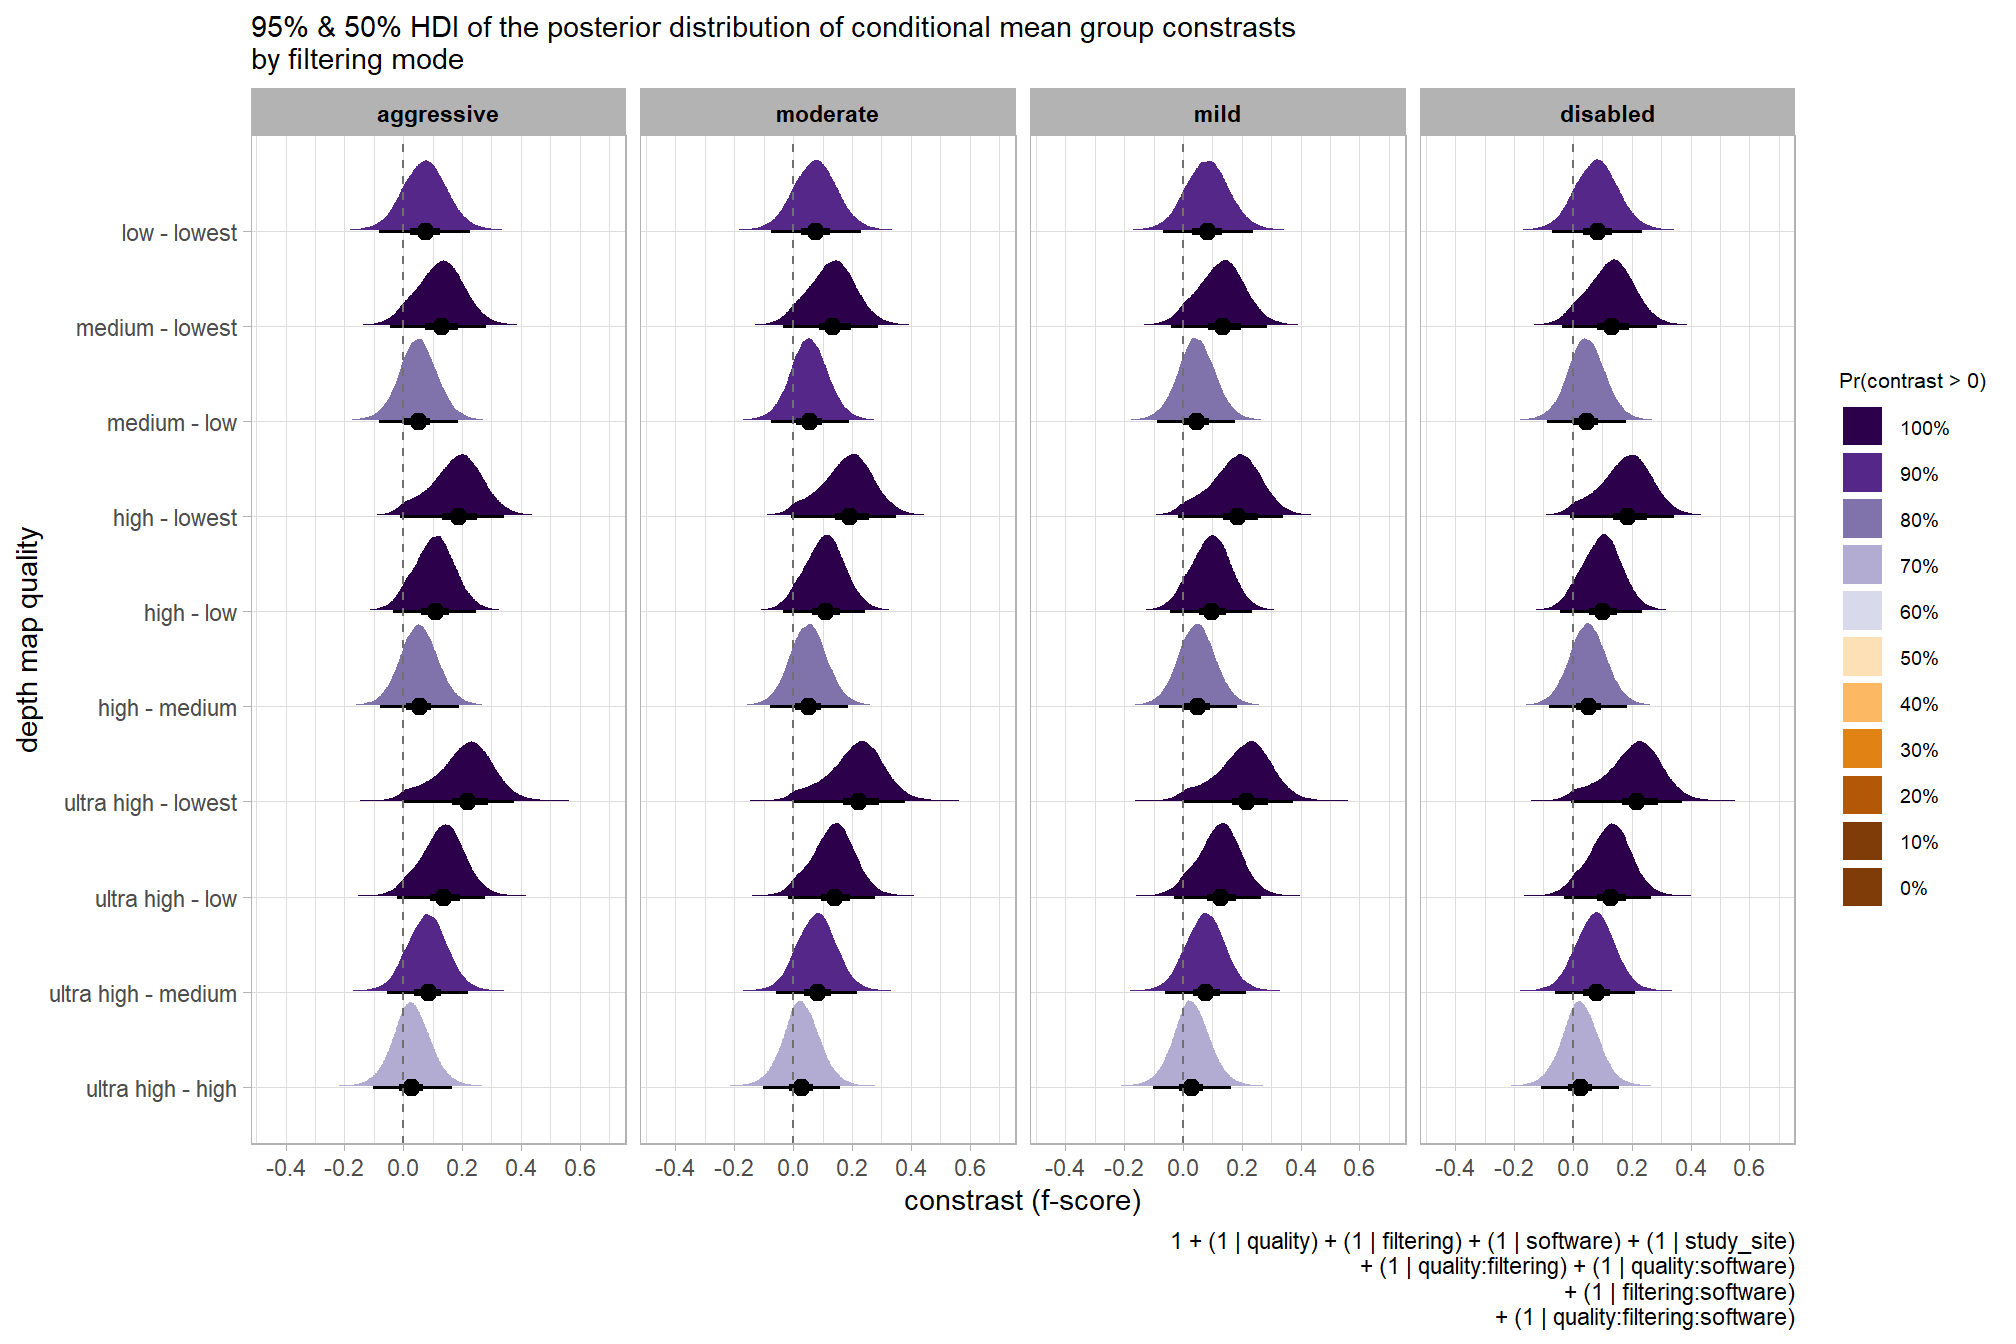 95% & 50% HDI of the posterior distribution of conditional mean group constrasts
by filtering mode
aggressive
moderate
mild
disabled
depth map quality
low - lowest
medium - lowest
medium - low
high - lowest
high - low
high - medium
ultra high - lowest
ultra high - low
ultra high - medium
ultra high - high
-0.4 -0.2 0.0 0.2 0.4 0.6
-0.4 -0.2 0.0 0.2 0.4 0.6
-0.4 -0.2 0.0 0.2 0.4 0.6
-0.4 -0.2 0.0 0.2 0.4 0.6
constrast (f-score)
Pr(contrast > 0)
100%
90%
80%
70%
60%
50%
40%
30%
20%
10%
0%
1 + (1 | quality) + (1 | filtering) + (1 | software) + (1 | study_site)
+ (1 | quality:filtering) + (1 | quality:software)
+ (1 | filtering:software)
+ (1 | quality:filtering:software)